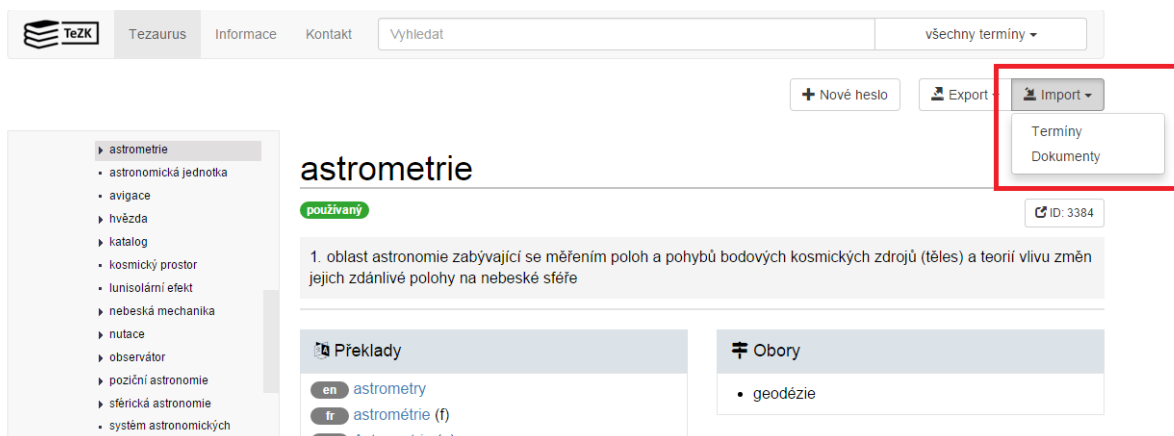 TeZK Tezaurus Informace Kontakt Vyhledat všechny termíny
Nové heslo Export Import
Termíny
Dokumenty
astrometrie
astronomická jednotka
avigace
hvězda
katalog
kosmický prostor
lunisolární efekt
nebeská mechanika
nutace
observátor
poziční astronomie
sférická astronomie
systém astronomických
astrometrie
používaný
ID: 3384
1. oblast astronomie zabývající se měřením poloh a pohybů bodových kosmických zdrojů (těles) a teorií vlivu změn
jejich zdánlivé polohy na nebeské sféře
Překlady
en astrometry
fr astrométrie (f)
Obory
• geodézie